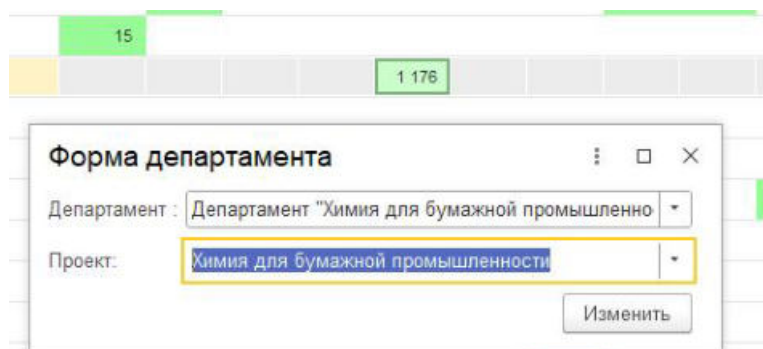 15
1 176
Форма департамента
Департамент : Департамент "Химия для бумажной промышленно
Проект: Химия для бумажной промышленности
Изменить